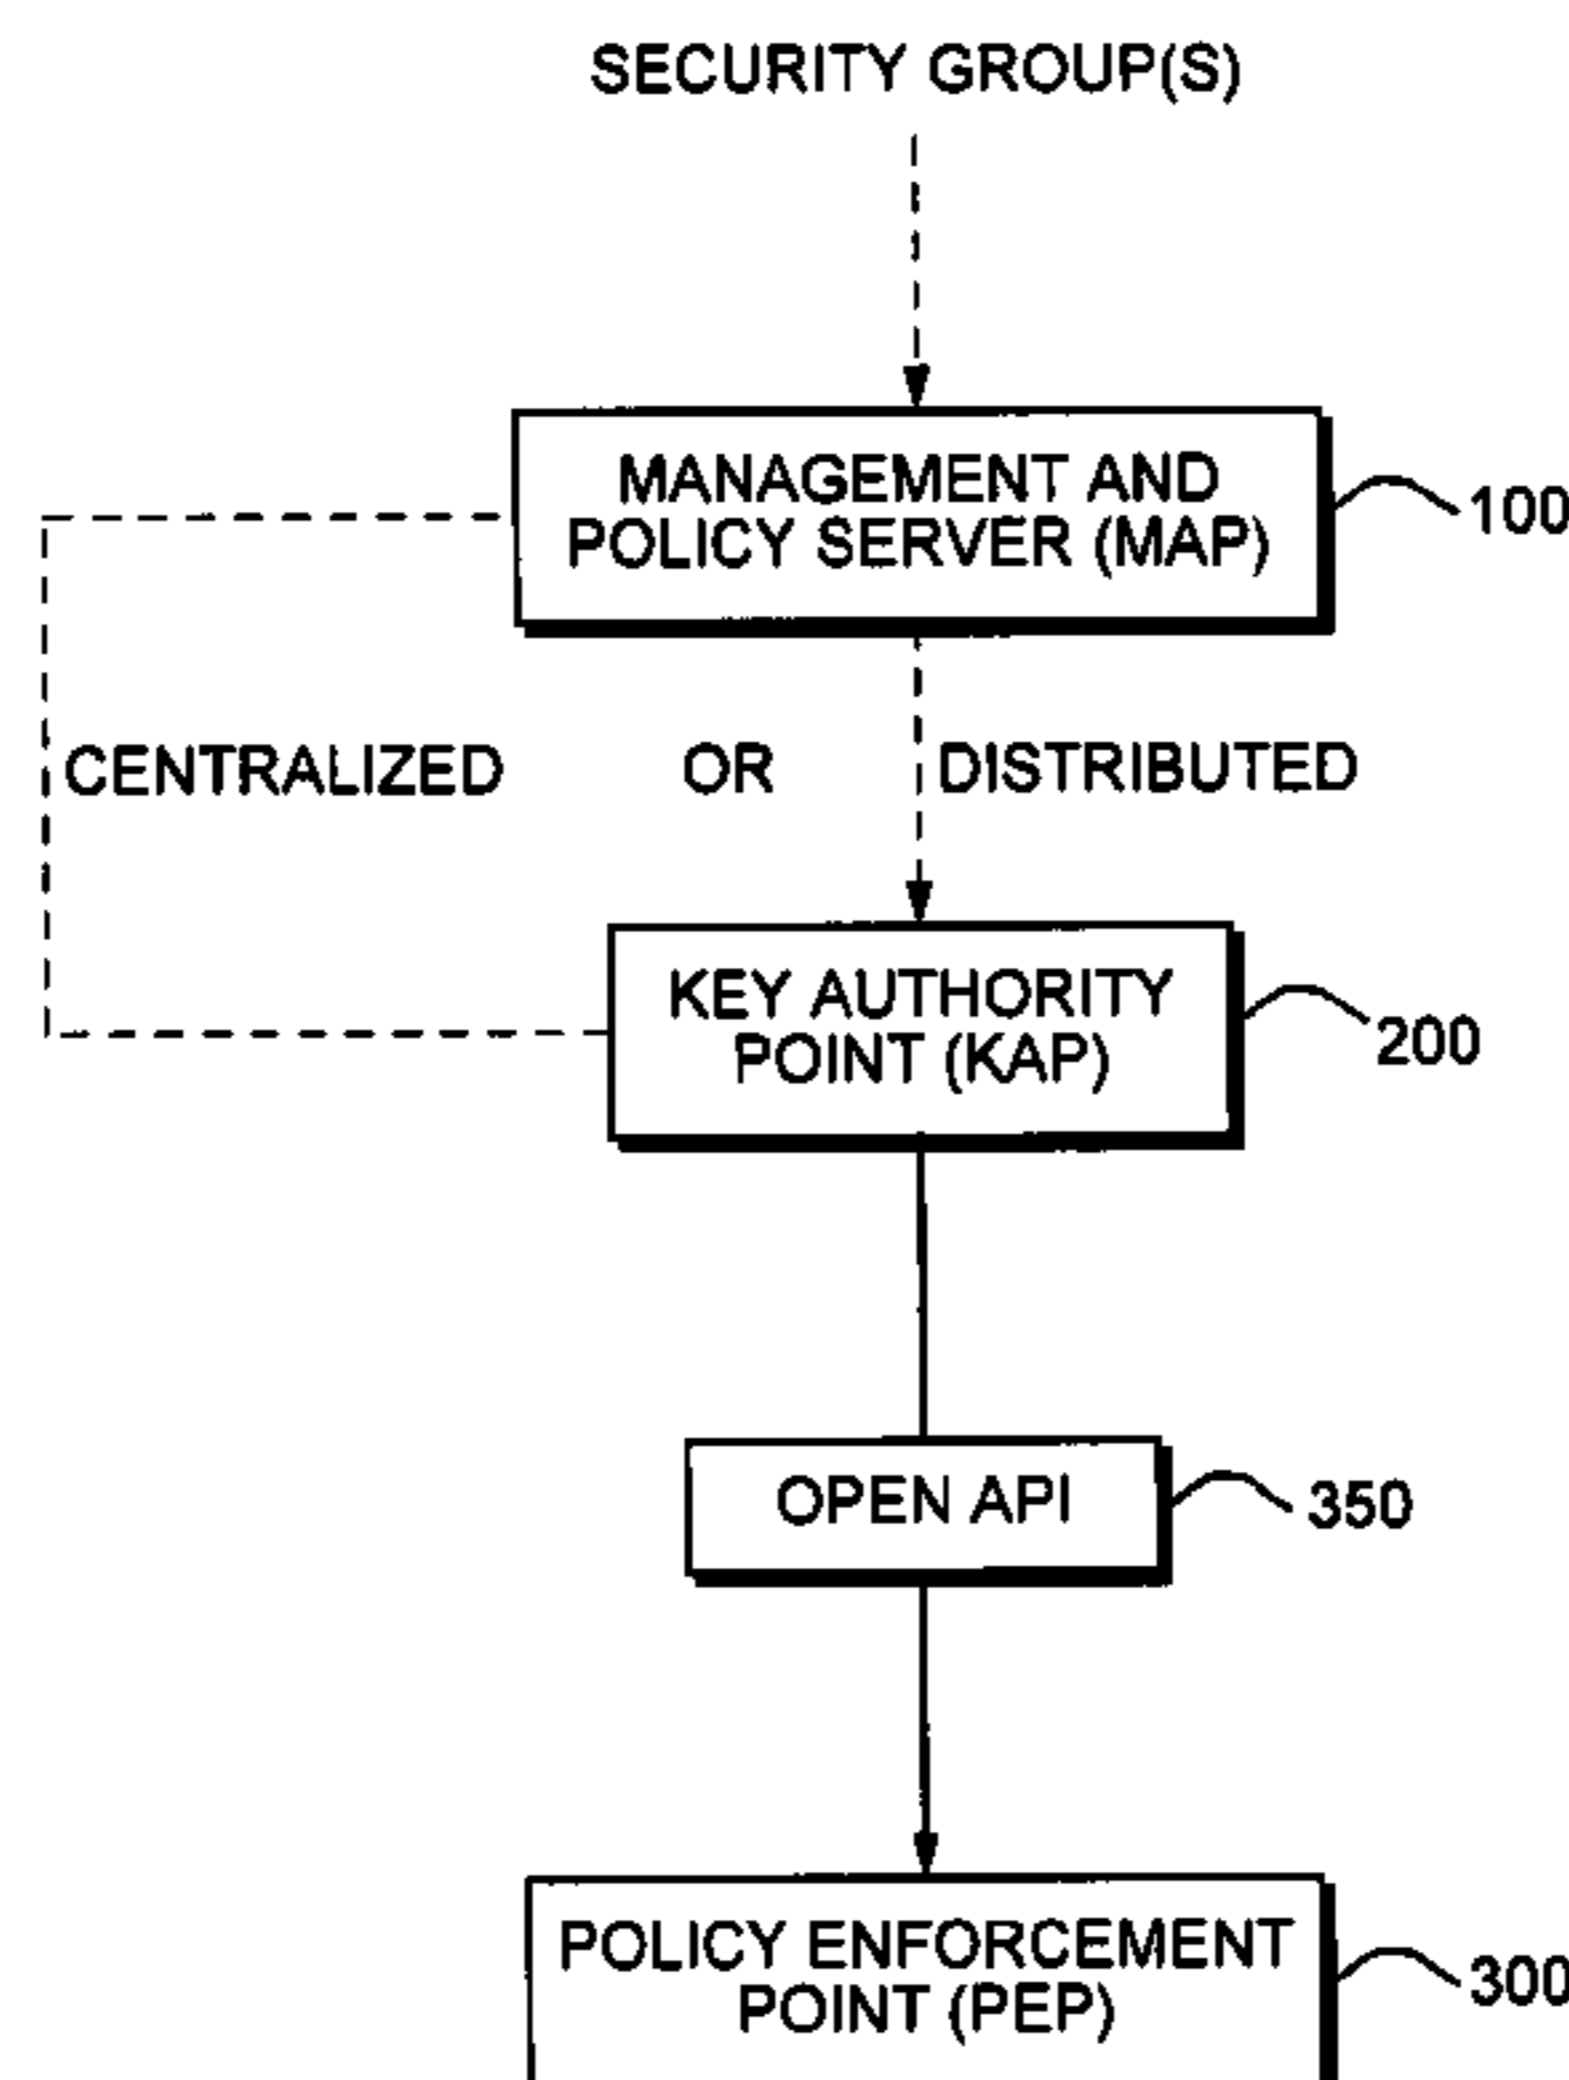 SECURITY GROUP(S)
MANAGEMENT AND
POLICY SERVER (MAP)
100
CENTRALIZED OR DISTRIBUTED
KEY AUTHORITY
POINT (KAP)
200
OPEN API
350
POLICY ENFORCEMENT
POINT (PEP)
300